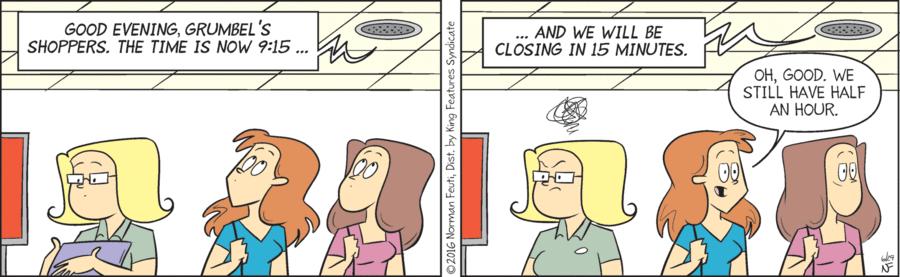 GOOD EVENING, GRUMBEL'S
SHOPPERS. THE TIME IS NOW 9:15 ...
©2016 Norman Feuti, Dist. by King Features Syndicate
... AND WE WILL BE
CLOSING IN 15 MINUTES.
OH, GOOD. WE
STILL HAVE HALF
AN HOUR.
NF